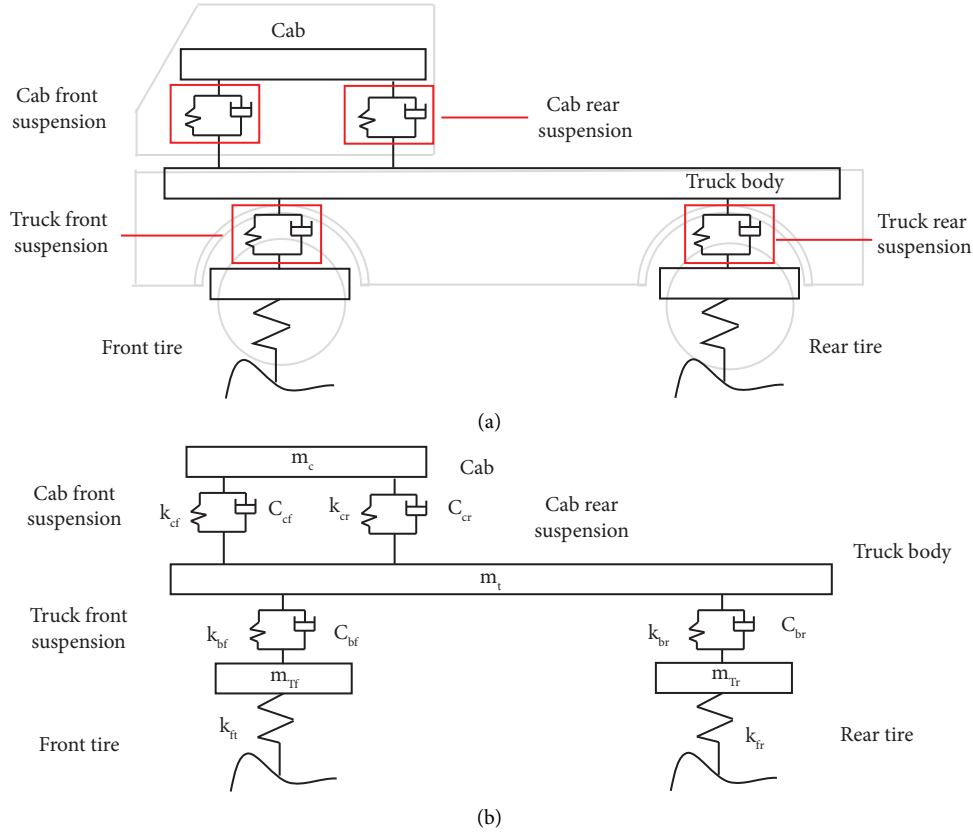 Cab
Cab front
suspension
Cab rear
suspension
Truck body
Truck front
suspension
Truck rear
suspension
Front tire
Rear tire
(a)
m_c
Cab
Cab front
suspension
k_cf
C_cf
k_cr
C_cr
Cab rear
suspension
Truck body
m_t
Truck front
suspension
k_bf
C_bf
k_br
C_br
m_Tf
m_Tr
Front tire
k_ft
k_fr
Rear tire
(b)